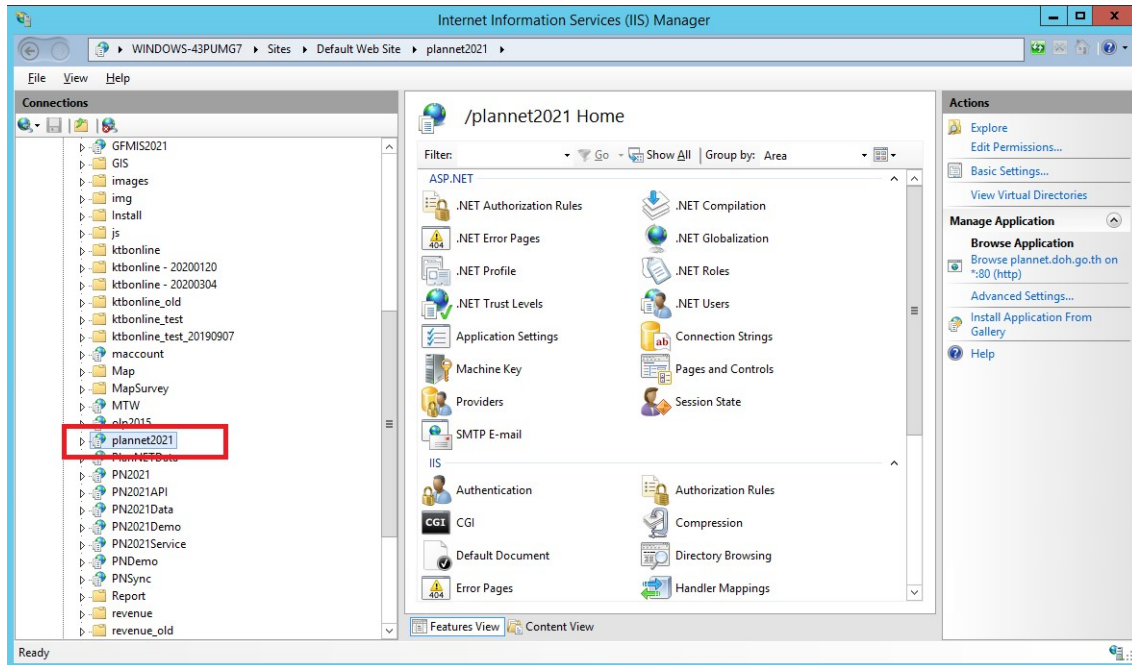 Internet Information Services (IIS) Manager
WINDOWS-43PUMG7 Sites Default Web Site plannet2021
File View Help
Connections
GFMIS2021
GIS
images
img
Install
js
ktbonline
ktbonline - 20200120
ktbonline - 20200304
ktbonline_old
ktbonline_test
ktbonline_test_20190907
maccount
Map
MapSurvey
MTW
olp2015
plannet2021
PlanNETData
PN2021
PN2021API
PN2021Data
PN2021Demo
PN2021Service
PNDemo
PNSync
Report
revenue
revenue_old
/plannet2021 Home
Filter: Go Show All Group by: Area
ASP.NET
.NET Authorization Rules .NET Compilation
.NET Error Pages .NET Globalization
.NET Profile .NET Roles
.NET Trust Levels .NET Users
Application Settings Connection Strings
Machine Key Pages and Controls
Providers Session State
SMTP E-mail
IIS
Authentication Authorization Rules
CGI CGI Compression
Default Document Directory Browsing
404 Error Pages Handler Mappings
Features View Content View
Actions
Explore
Edit Permissions...
Basic Settings...
View Virtual Directories
Manage Application
Browse Application
Browse plannet.doh.go.th on
*:80 (http)
Advanced Settings...
Install Application From
Gallery
Help
Ready